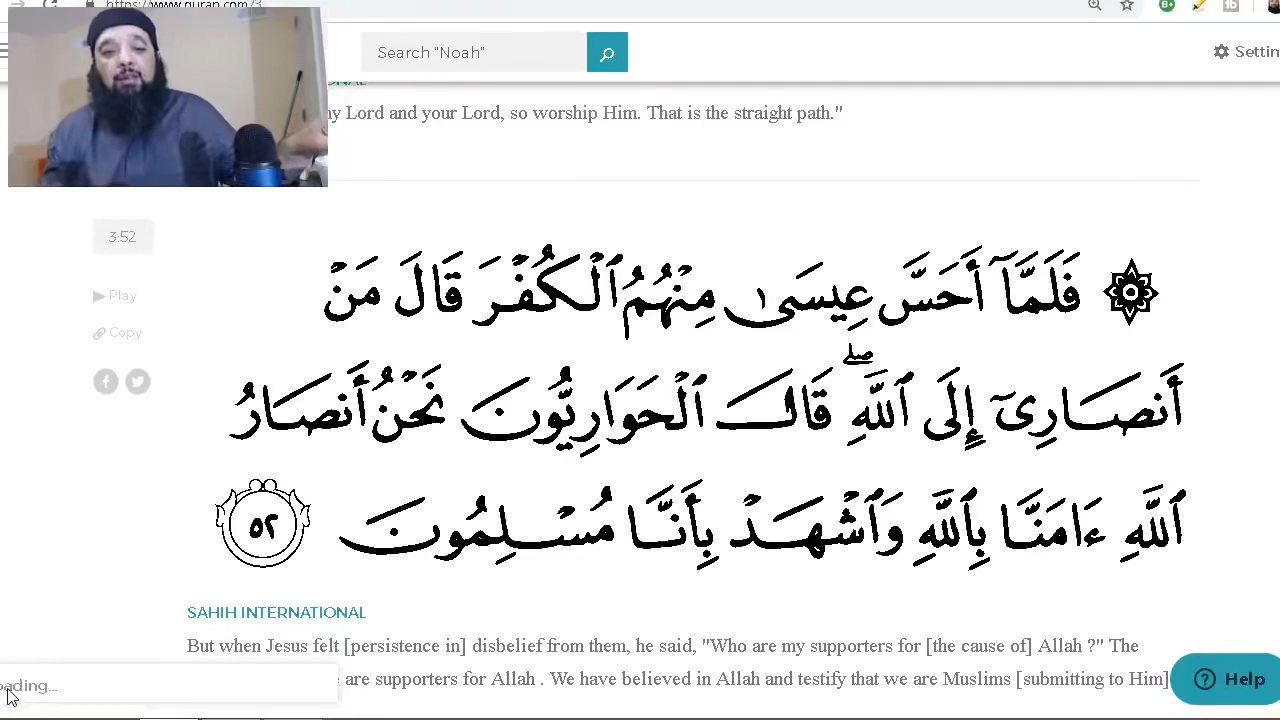 https://www.quran.com/3
Search "Noah"
Settin
ny Lord and your Lord, so worship Him. That is the straight path."
3:52
Play
Copy
۞ فَلَمَّآ أَحَسَّ عِيسَىٰ مِنْهُمُ ٱلْكُفْرَ قَالَ مَنْ
أَنصَارِىٓ إِلَى ٱللَّهِ ۖ قَالَ ٱلْحَوَارِيُّونَ نَحْنُ أَنصَارُ
ٱللَّهِ ءَامَنَّا بِٱللَّهِ وَٱشْهَدْ بِأَنَّا مُسْلِمُونَ ٥٢
SAHIH INTERNATIONAL
But when Jesus felt [persistence in] disbelief from them, he said, "Who are my supporters for [the cause of] Allah ?" The
are supporters for Allah . We have believed in Allah and testify that we are Muslims [submitting to Him]
oading...
Help